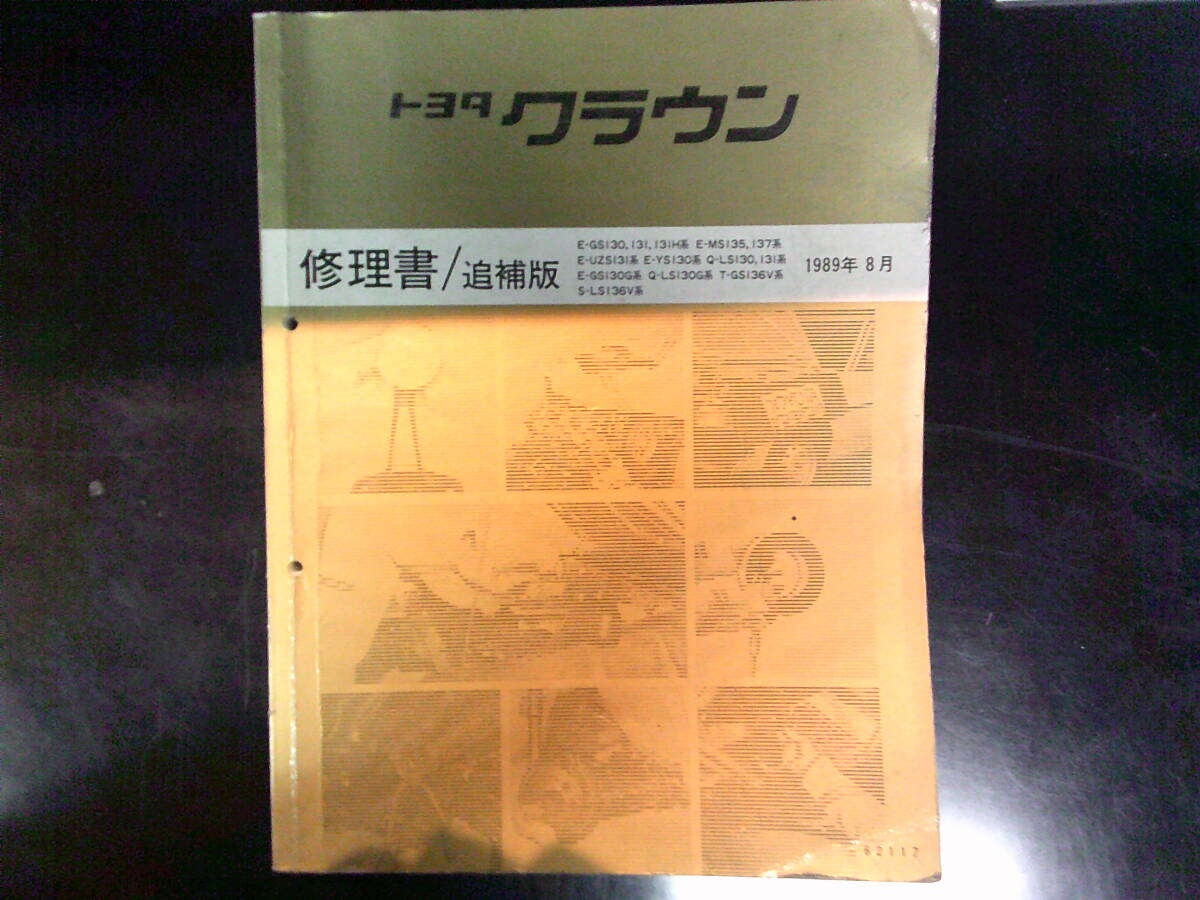 トヨタ クラウン
修理書/追補版
E-GS130,131,131H系 E-MS135,137系
E-UZS131系 E-YS130系 Q-LS130,131系
E-GS130G系 Q-LS130G系 T-GS136V系
S-LS136V系
1989年 8月
62112